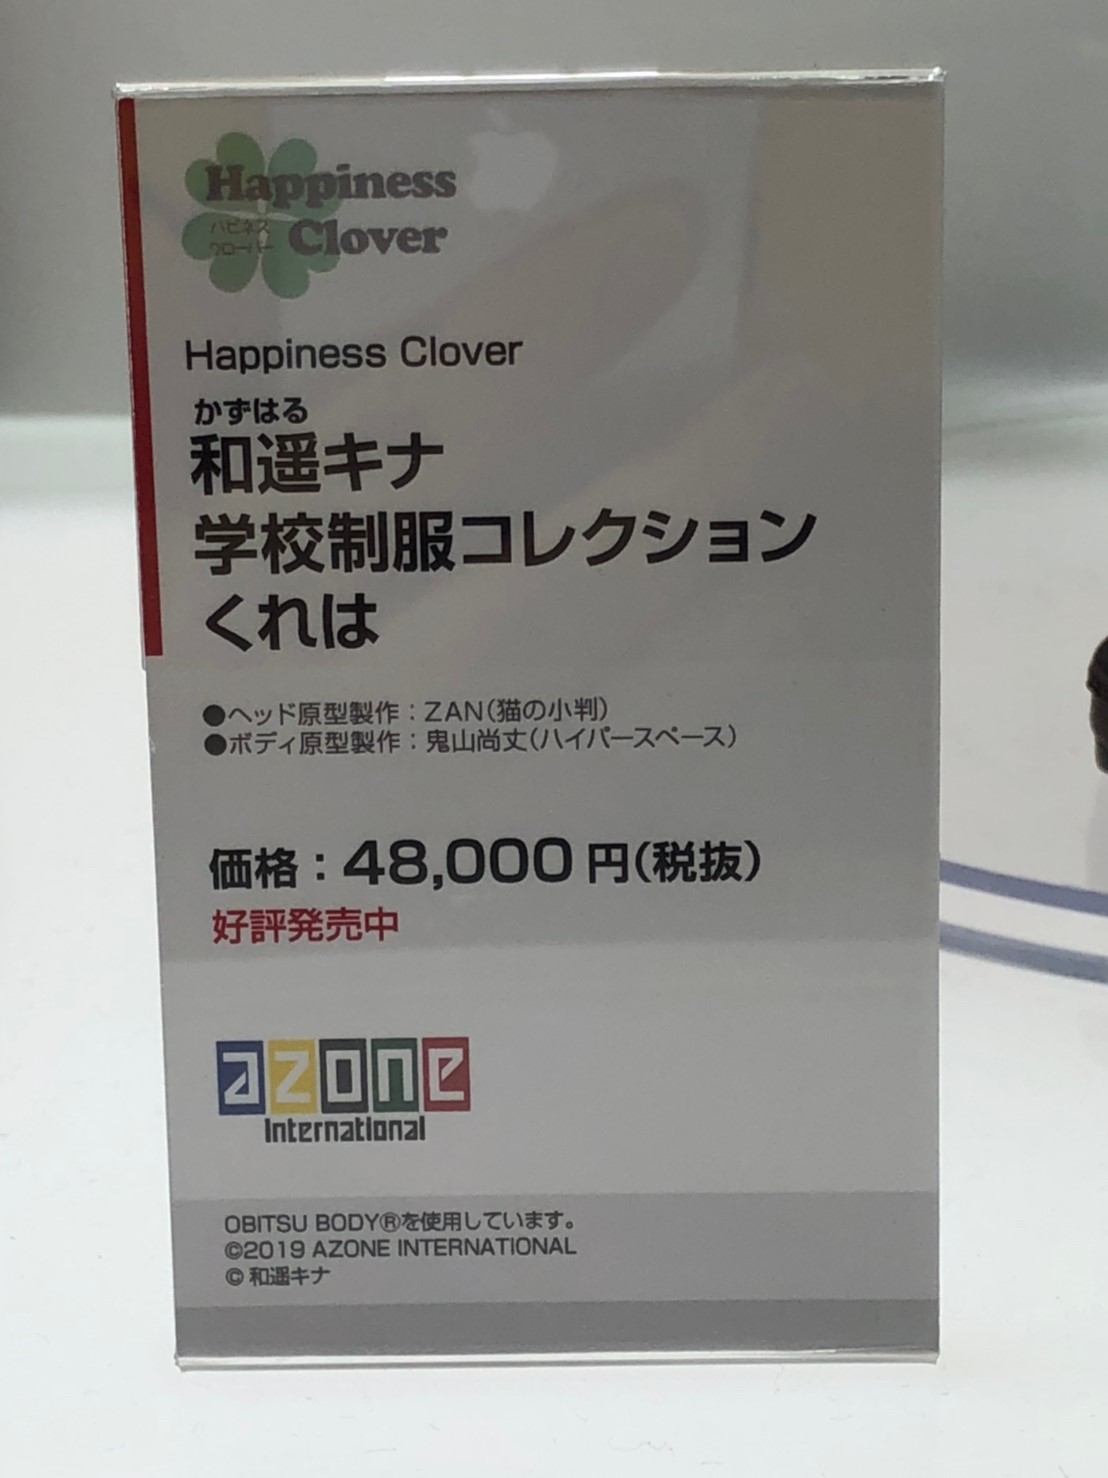 Happiness
ハピネス
クローバー
Clover
Happiness Clover
かずはる
和遥キナ
学校制服コレクション
くれは
●ヘッド原型製作：ZAN(猫の小判)
●ボディ原型製作：鬼山尚丈(ハイパースペース)
価格：48,000円(税抜)
好評発売中
azone
International
OBITSU BODY®を使用しています。
©2019 AZONE INTERNATIONAL
© 和遥キナ